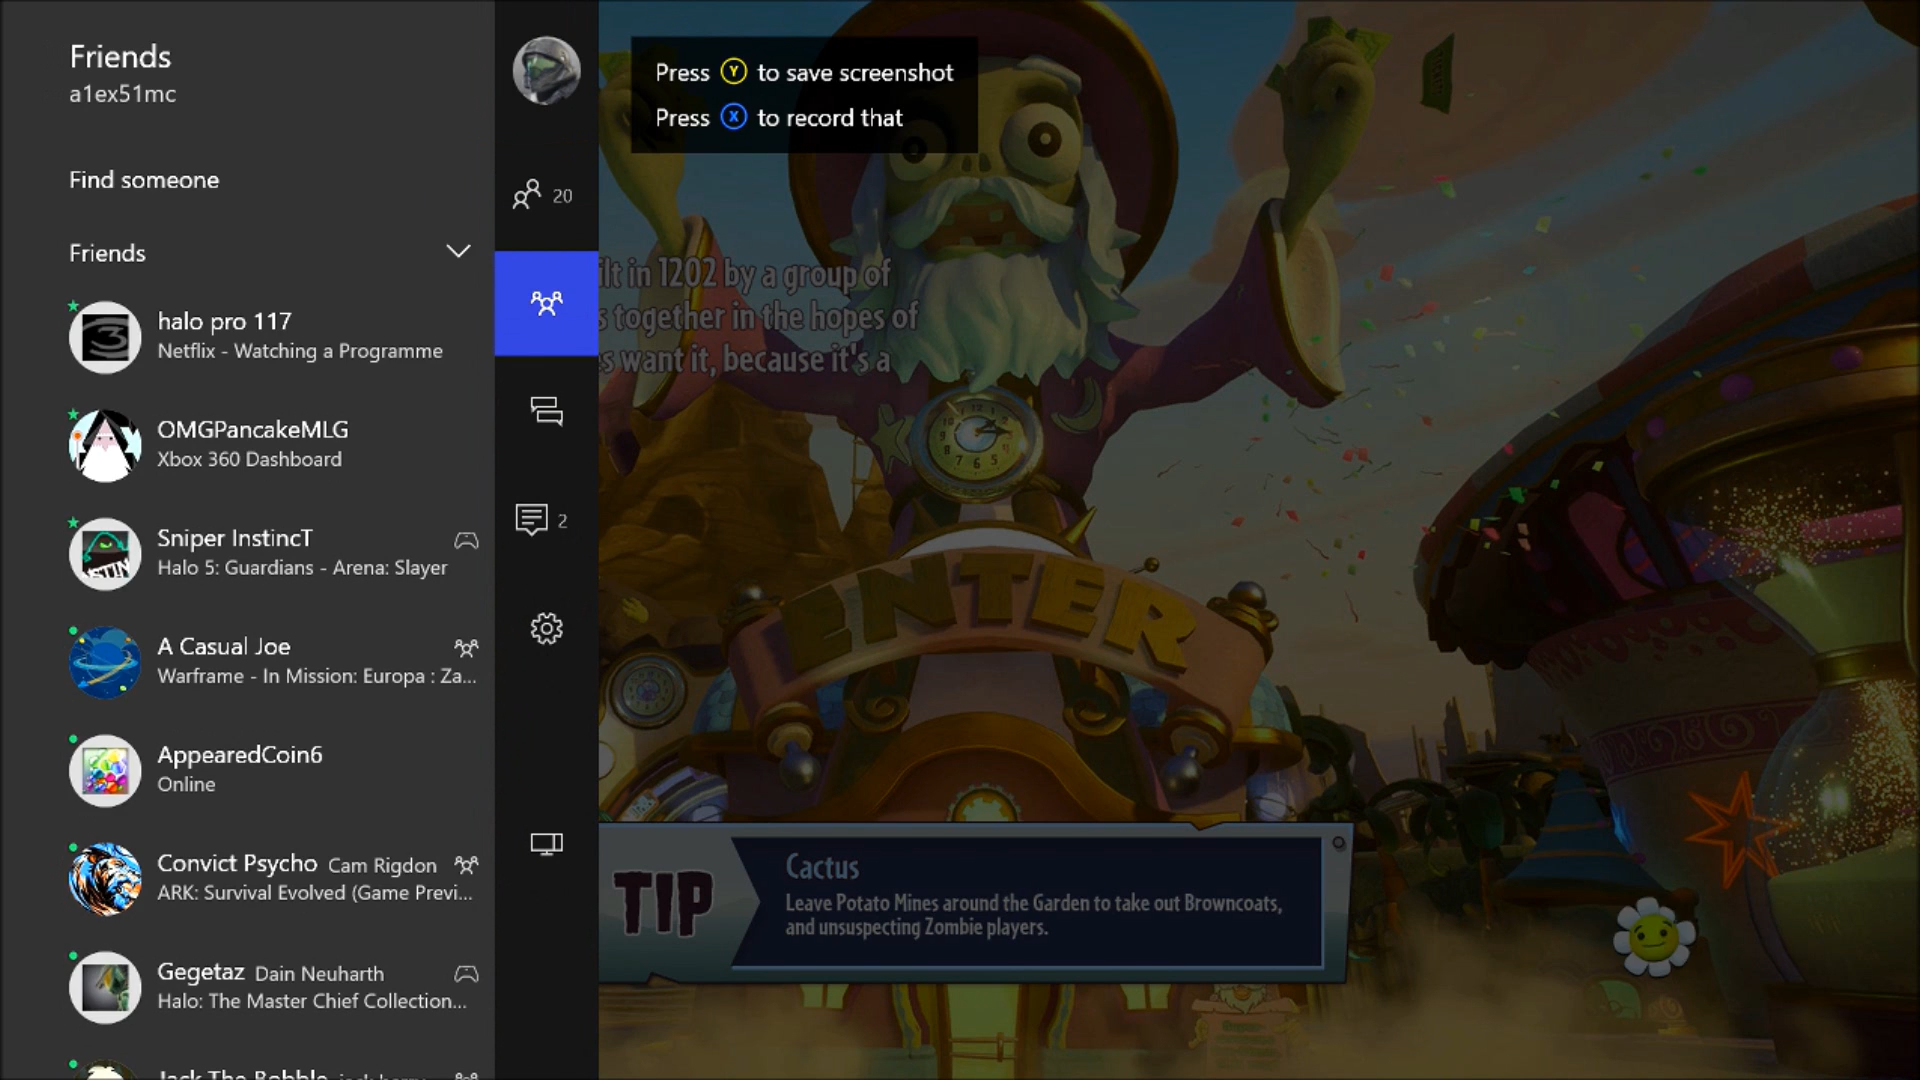 Friends
a1ex51mc
Find someone
Friends
halo pro 117
Netflix - Watching a Programme
OMGPancakeMLG
Xbox 360 Dashboard
Sniper InstincT
Halo 5: Guardians - Arena: Slayer
A Casual Joe
Warframe - In Mission: Europa : Za...
AppearedCoin6
Online
Convict Psycho Cam Rigdon
ARK: Survival Evolved (Game Previ...
Gegetaz Dain Neuharth
Halo: The Master Chief Collection...
Jack The Bobble
20
2
Press Y to save screenshot
Press X to record that
ilt in 1202 by a group of
s together in the hopes of
s want it, because it's a
ENTER
TIP
Cactus
Leave Potato Mines around the Garden to take out Browncoats,
and unsuspecting Zombie players.